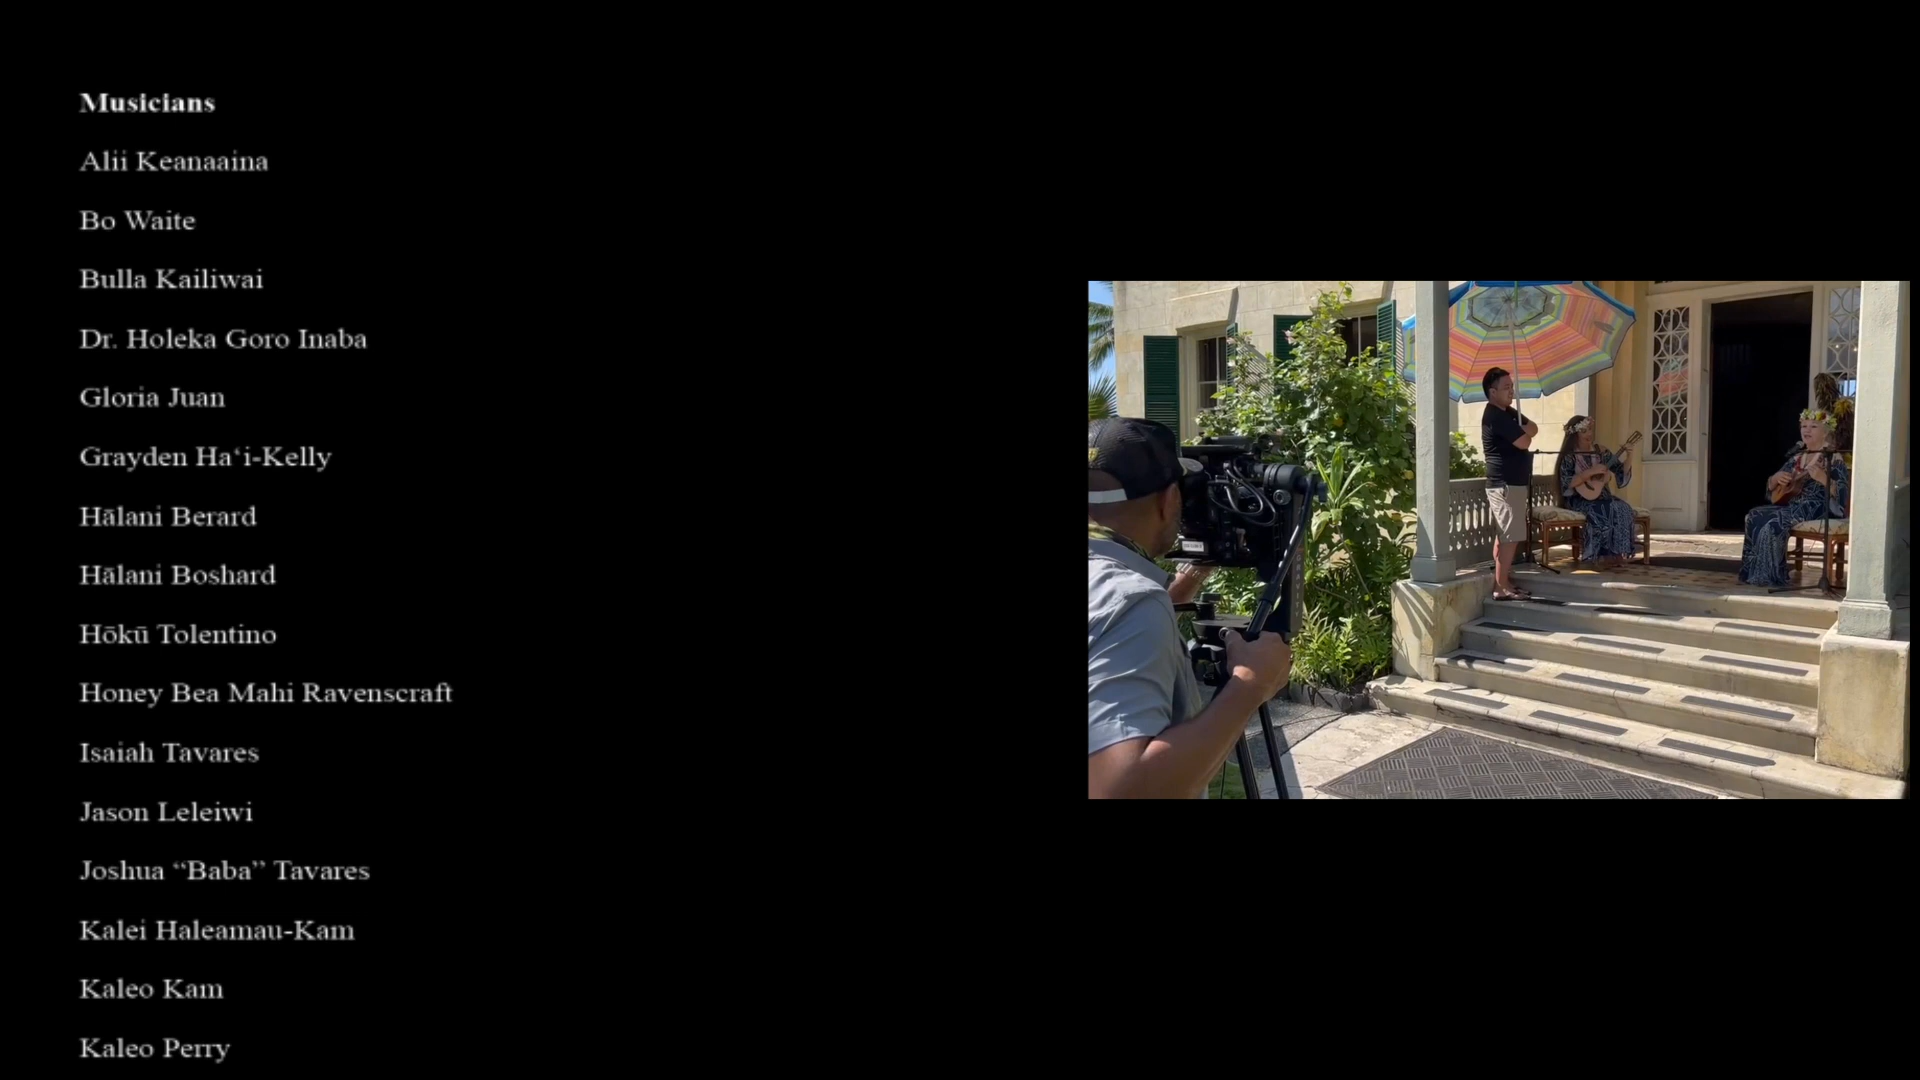 Musicians
Alii Keanaaina
Bo Waite
Bulla Kailiwai
Dr. Holeka Goro Inaba
Gloria Juan
Grayden Haʻi-Kelly
Hālani Berard
Hālani Boshard
Hōkū Tolentino
Honey Bea Mahi Ravenscraft
Isaiah Tavares
Jason Leleiwi
Joshua “Baba” Tavares
Kalei Haleamau-Kam
Kaleo Kam
Kaleo Perry